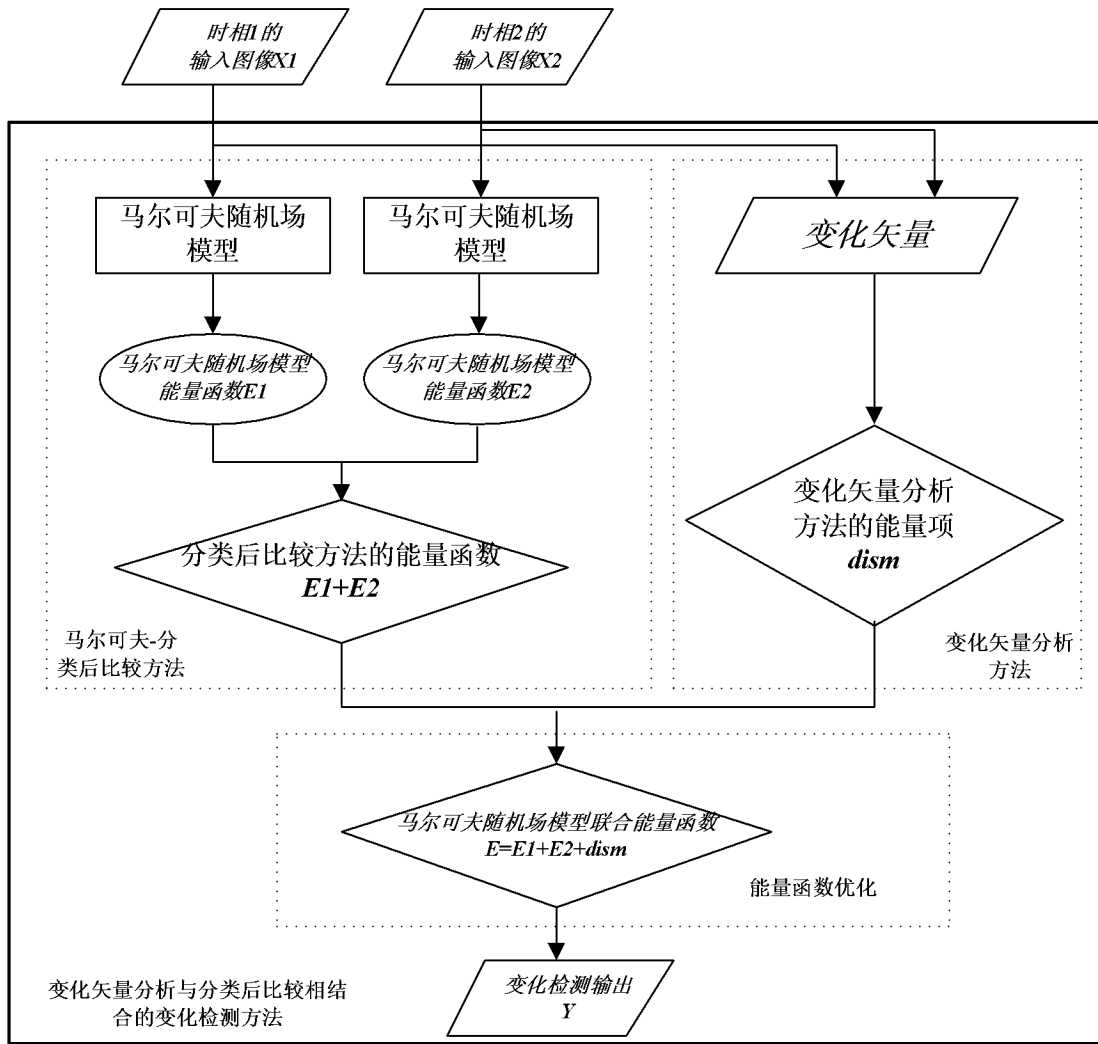 时相1的
输入图像X1
时相2的
输入图像X2
马尔可夫随机场
模型
马尔可夫随机场
模型
变化矢量
马尔可夫随机场模型
能量函数E1
马尔可夫随机场模型
能量函数E2
变化矢量分析
方法的能量项
dism
分类后比较方法的能量函数
E1+E2
马尔可夫-分
类后比较方法
变化矢量分析
方法
马尔可夫随机场模型联合能量函数
E=E1+E2+dism
能量函数优化
变化检测输出
Y
变化矢量分析与分类后比较相结
合的变化检测方法